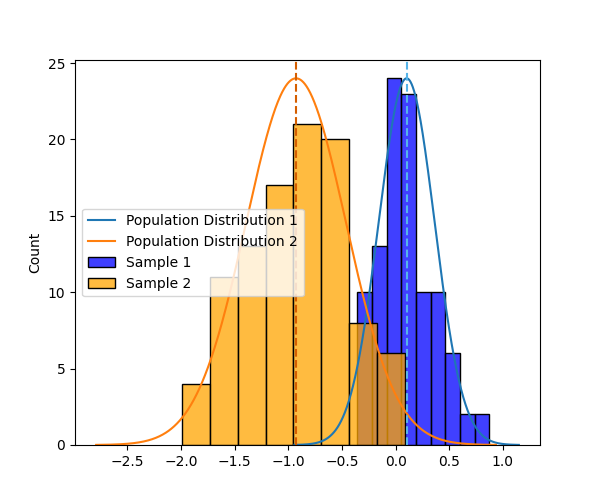 25
20
15
10
5
0
Count
Population Distribution 1
Population Distribution 2
Sample 1
Sample 2
−2.5 −2.0 −1.5 −1.0 −0.5 0.0 0.5 1.0